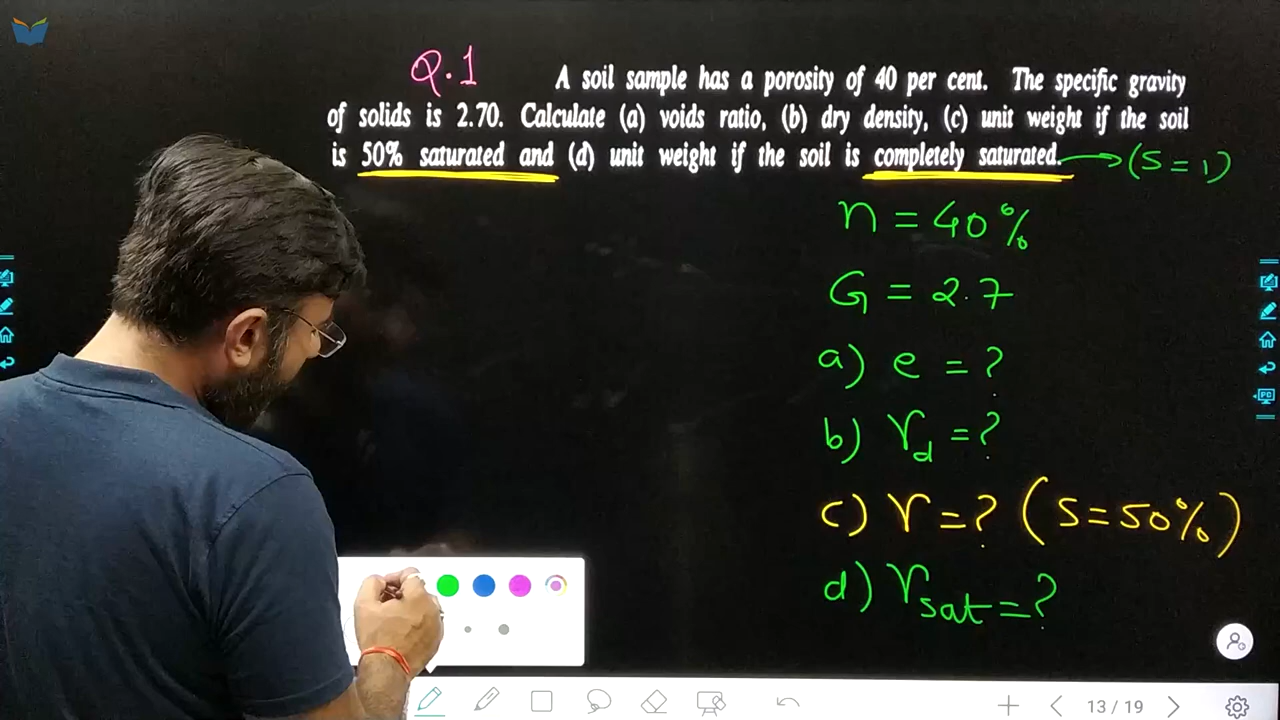 Q.1
A soil sample has a porosity of 40 per cent. The specific gravity
of solids is 2.70. Calculate (a) voids ratio, (b) dry density, (c) unit weight if the soil
is 50% saturated and (d) unit weight if the soil is completely saturated. → (S = 1)
n = 40%
G = 2.7
a) e = ?
b) γd = ?
c) γ = ? (S = 50%)
d) γsat = ?
PC
PC
13 / 19